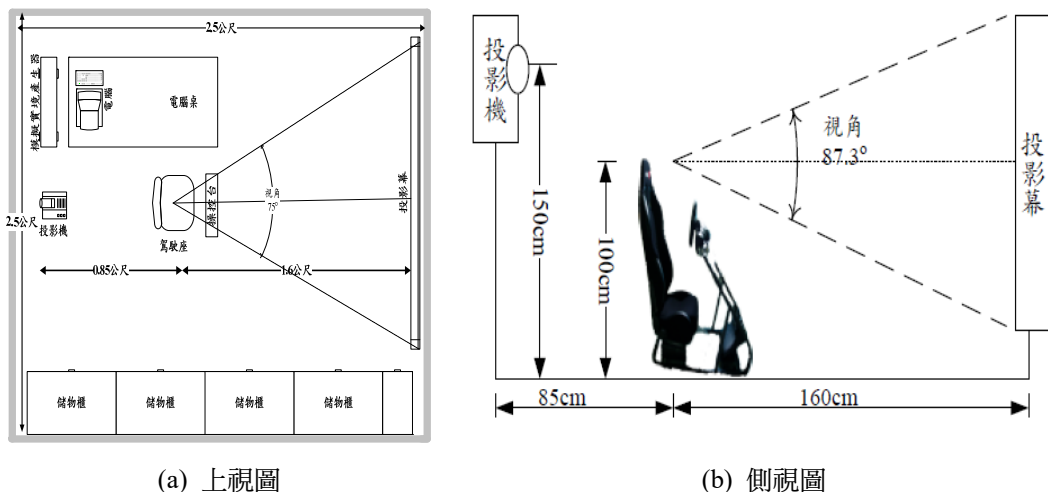 2.5公尺
模擬實境產生器
電腦
電腦桌
2.5公尺
投影機
駕駛座
操控台
視角
75°
投影幕
0.85公尺
1.6公尺
儲物櫃
儲物櫃
儲物櫃
儲物櫃
(a) 上視圖
投影機
視角
87.3°
投影幕
150cm
100cm
85cm
160cm
(b) 側視圖